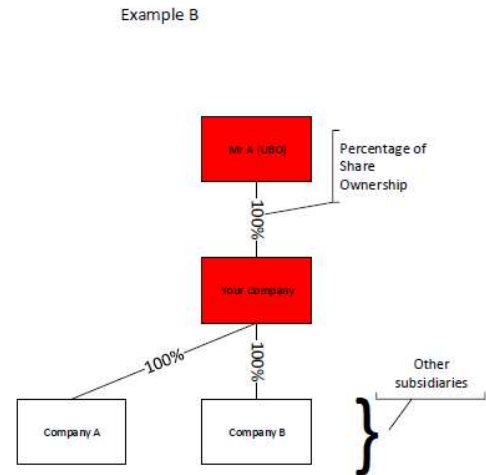 Example B
Mr A (UBO)
Percentage of
Share
Ownership
100%
Your Company
100%
100%
Other
subsidiaries
Company A
Company B